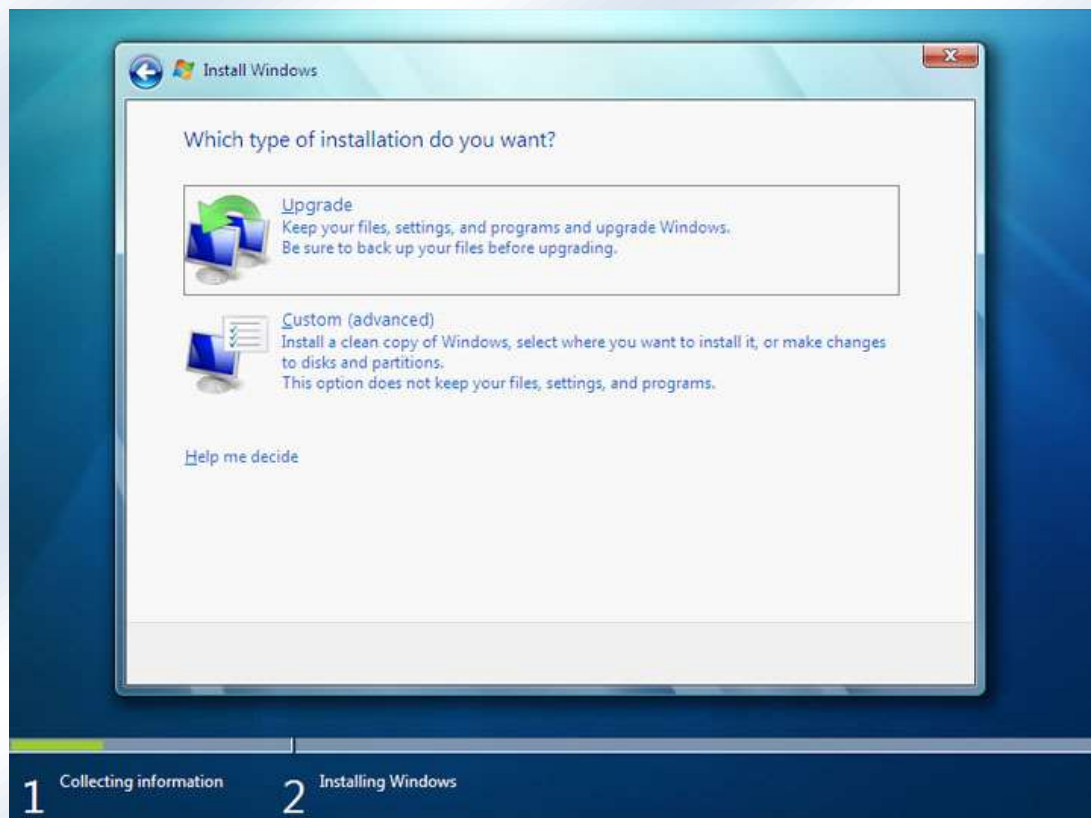 Install Windows
Which type of installation do you want?
Upgrade
Keep your files, settings, and programs and upgrade Windows.
Be sure to back up your files before upgrading.
Custom (advanced)
Install a clean copy of Windows, select where you want to install it, or make changes
to disks and partitions.
This option does not keep your files, settings, and programs.
Help me decide
1 Collecting information 2 Installing Windows